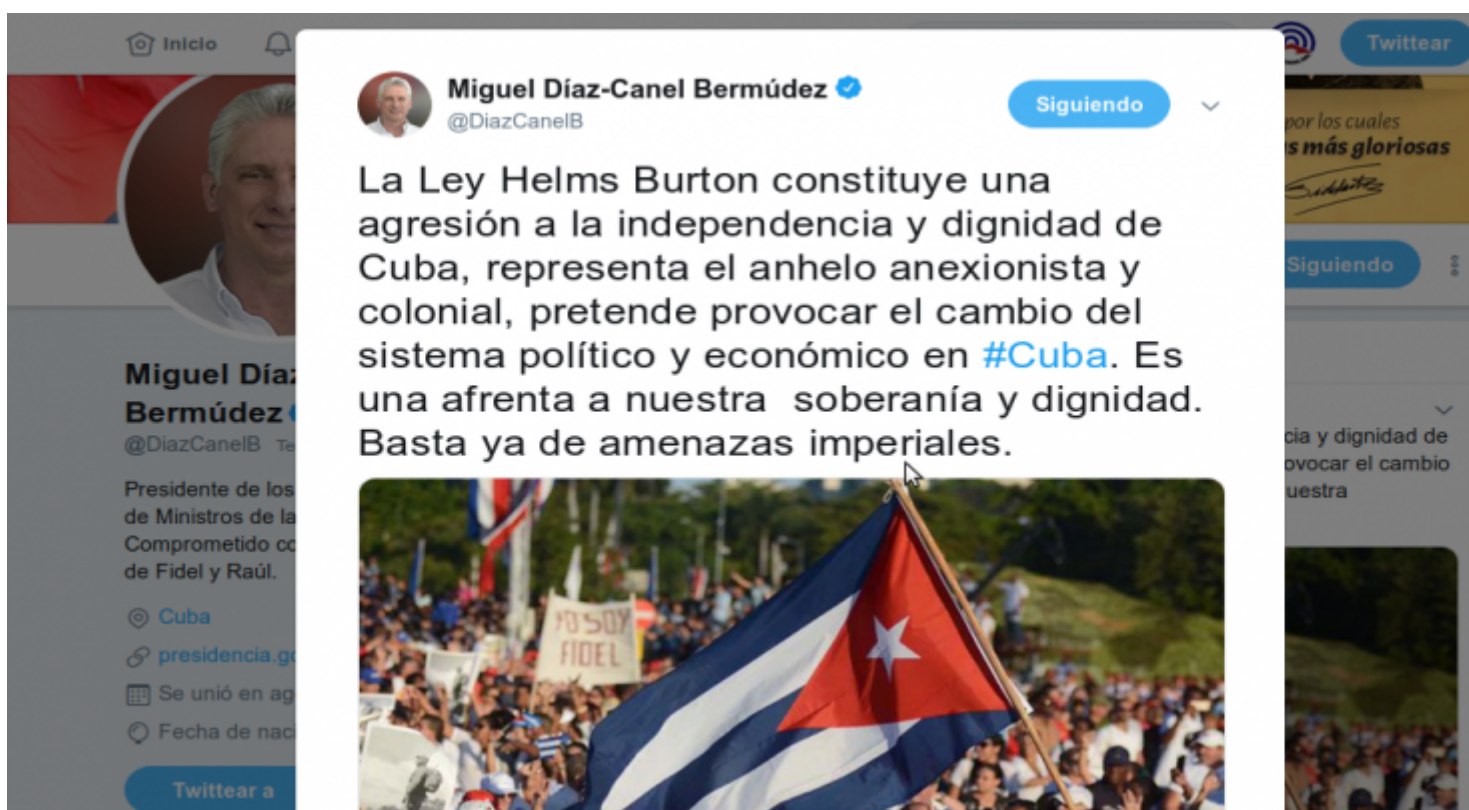 Inicio
Twittear
Miguel Díaz-Canel Bermúdez
@DiazCanelB
Siguiendo
La Ley Helms Burton constituye una
agresión a la independencia y dignidad de
Cuba, representa el anhelo anexionista y
colonial, pretende provocar el cambio del
sistema político y económico en #Cuba. Es
una afrenta a nuestra soberanía y dignidad.
Basta ya de amenazas imperiales.
YO SOY
FIDEL
Miguel Díaz
Bermúdez
@DiazCanelB Te
Presidente de los
de Ministros de la
Comprometido co
de Fidel y Raúl.
Cuba
presidencia.go
Se unió en ag
Fecha de naci
Twittear a
por los cuales
s más gloriosas
Siguiendo
cia y dignidad de
ovocar el cambio
uestra